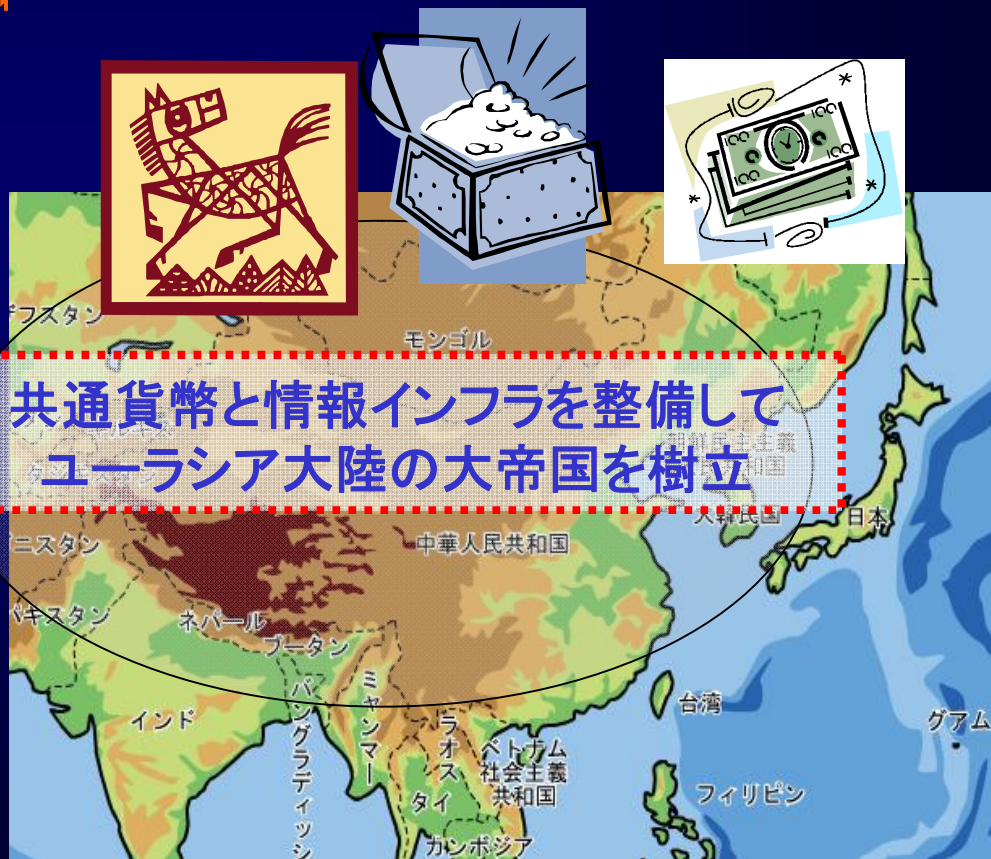 モンゴル
共通貨幣と情報インフラを整備して
ユーラシア大陸の大帝国を樹立
大韓民国
日本
中華人民共和国
ニスタン
パキスタン
ネパール
ブータン
バングラディッシ
ミャンマー
インド
台湾
グアム
ラオス
ベトナム
社会主義
共和国
タイ
フィリピン
カンボジア
100
100
100